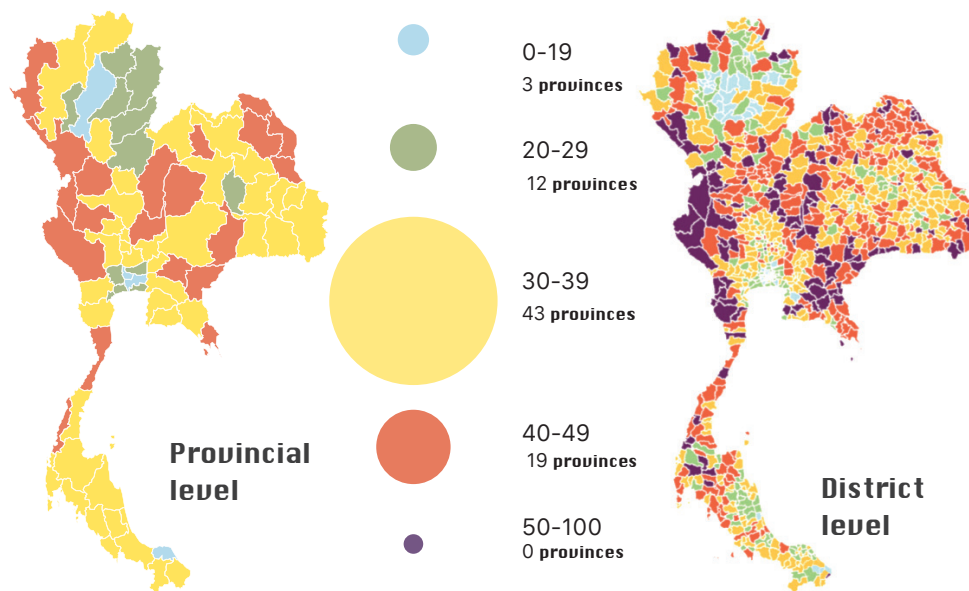 0-19
3 provinces
20-29
12 provinces
30-39
43 provinces
40-49
19 provinces
50-100
0 provinces
Provincial
level
District
level